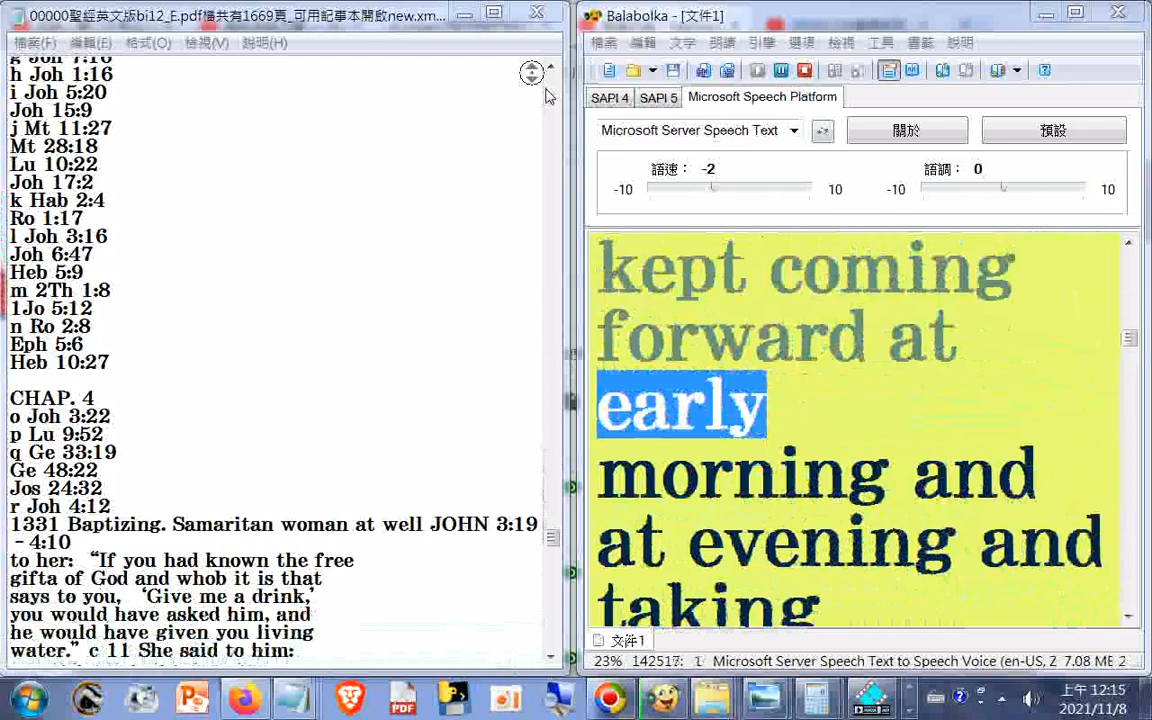 00000聖經英文版bi12_E.pdf檔共有1669頁_可用記事本開啟new.xm...
檔案(F) 編輯(E) 格式(O) 檢視(V) 說明(H)
g Joh 7:16
h Joh 1:16
i Joh 5:20
Joh 15:9
j Mt 11:27
Mt 28:18
Lu 10:22
Joh 17:2
k Hab 2:4
Ro 1:17
l Joh 3:16
Joh 6:47
Heb 5:9
m 2Th 1:8
1Jo 5:12
n Ro 2:8
Eph 5:6
Heb 10:27
CHAP. 4
o Joh 3:22
p Lu 9:52
q Ge 33:19
Ge 48:22
Jos 24:32
r Joh 4:12
1331 Baptizing. Samaritan woman at well JOHN 3:19
- 4:10
to her: “If you had known the free
gifta of God and whob it is that
says to you, ‘Give me a drink,’
you would have asked him, and
he would have given you living
water.” c 11 She said to him:
Balabolka - [文件1]
檔案 編輯 文字 朗讀 引擎 選項 檢視 工具 書籤 說明
SAPI 4 SAPI 5 Microsoft Speech Platform
Microsoft Server Speech Text 關於 預設
語速： -2 語調： 0
-10 10 -10 10
kept coming
forward at
early
morning and
at evening and
taking
文件1
23% 142517: 1 Microsoft Server Speech Text to Speech Voice (en-US, Z 7.08 ME 2
PDF
上午 12:15
2021/11/8